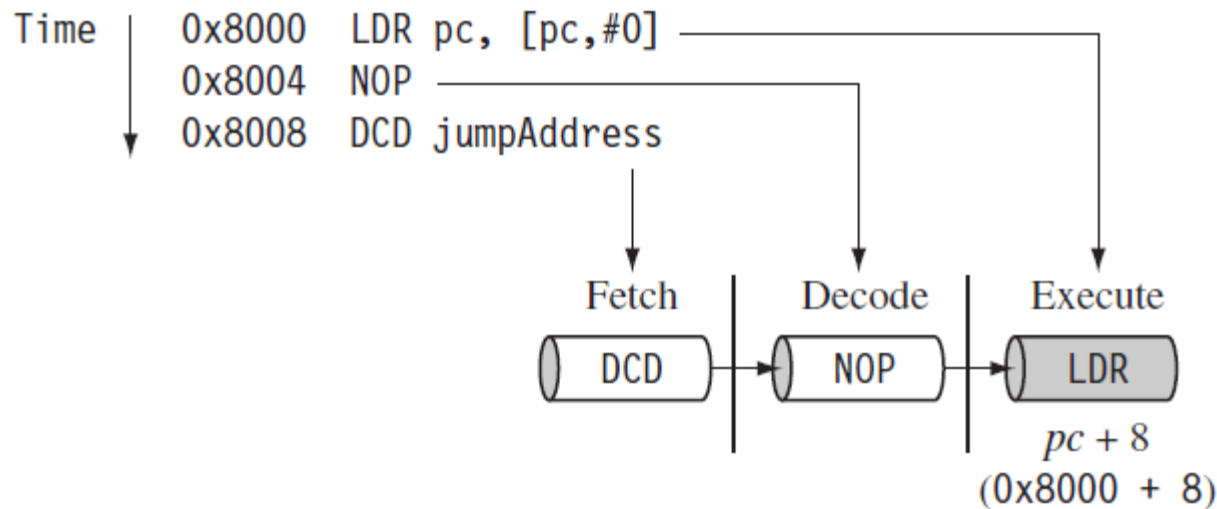 Time
0x8000 LDR pc, [pc,#0]
0x8004 NOP
0x8008 DCD jumpAddress
Fetch Decode Execute
DCD NOP LDR
pc + 8
(0x8000 + 8)